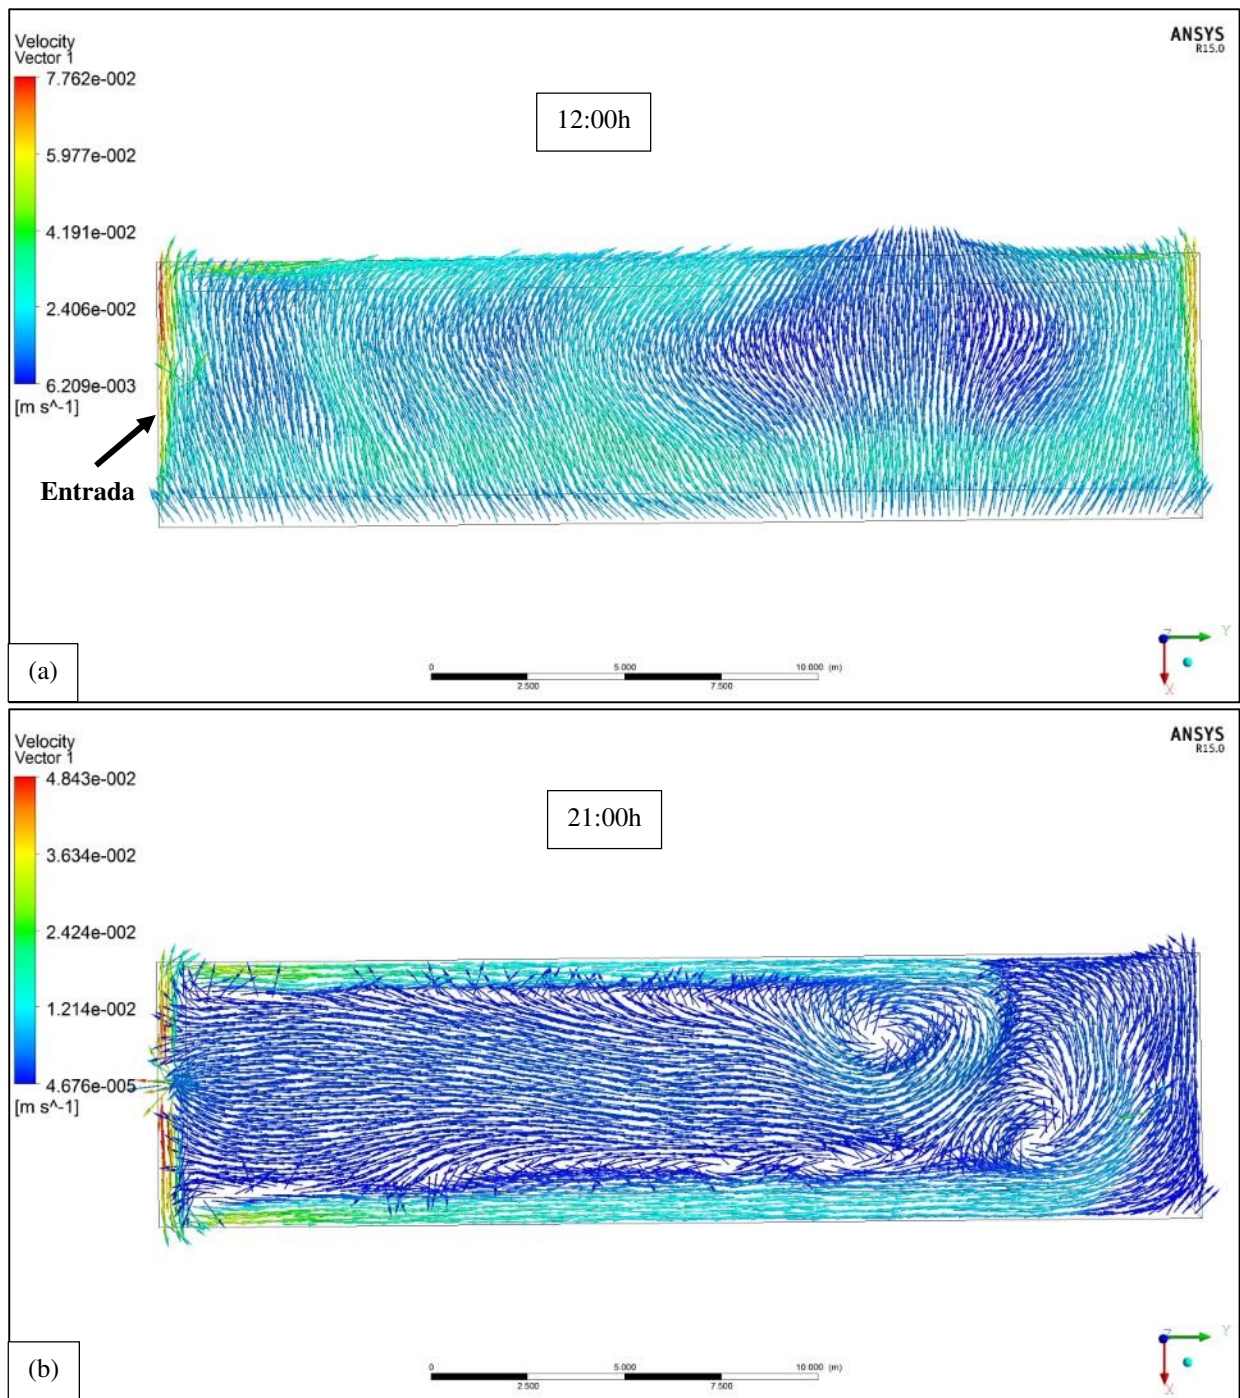 Velocity
Vector 1
ANSYS
R15.0
7.762e-002
5.977e-002
4.191e-002
2.406e-002
6.209e-003
[m s^-1]
12:00h
Entrada
Z
Y
X
0
5.000
10.000 (m)
2.500
7.500
(a)
Velocity
Vector 1
ANSYS
R15.0
4.843e-002
3.634e-002
2.424e-002
1.214e-002
4.676e-005
[m s^-1]
21:00h
Z
Y
X
0
5.000
10.000 (m)
2.500
7.500
(b)